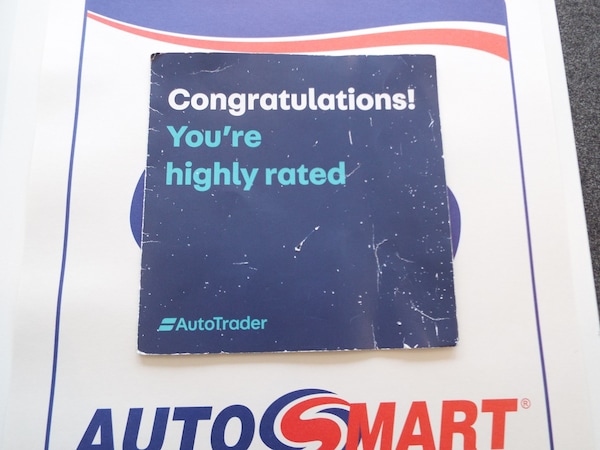 Congratulations!
You're
highly rated
AutoTrader
AUTOSMART®